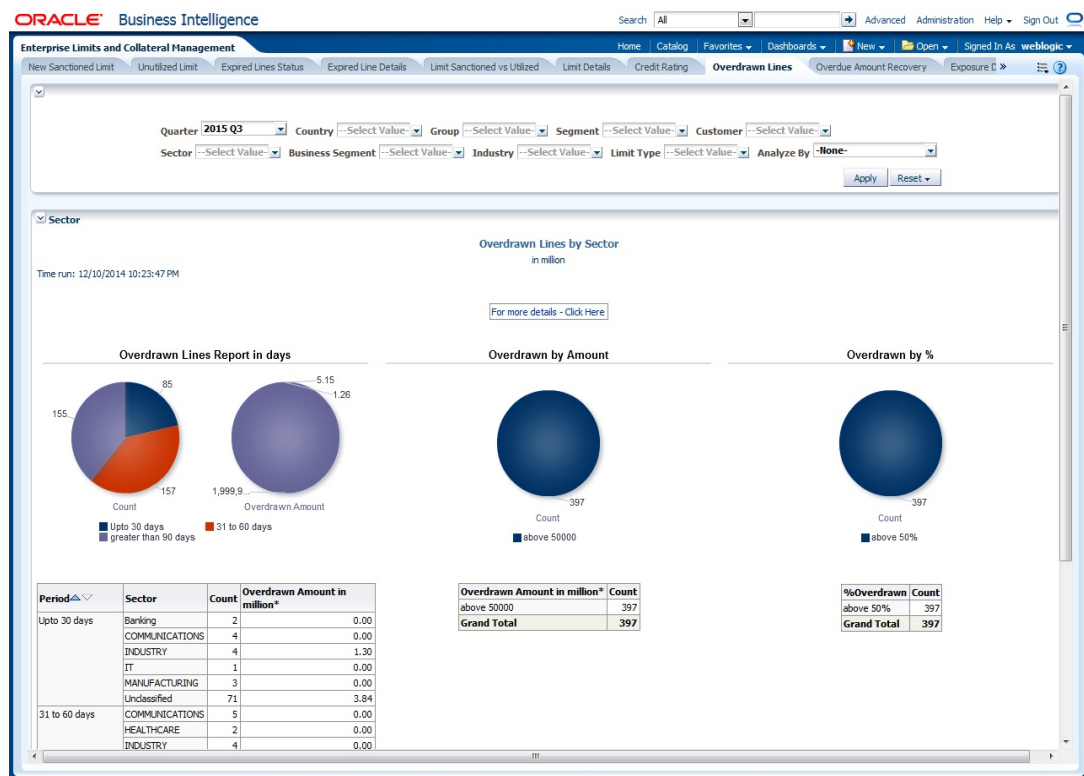 ORACLE Business Intelligence
Search All Advanced Administration Help Sign Out
Enterprise Limits and Collateral Management
Home Catalog Favorites Dashboards New Open Signed In As weblogic
New Sanctioned Limit Unutilized Limit Expired Lines Status Expired Line Details Limit Sanctioned vs Utilized Limit Details Credit Rating Overdrawn Lines Overdue Amount Recovery Exposure »
Quarter 2015 Q3 Country --Select Value- Group --Select Value- Segment --Select Value- Customer --Select Value-
Sector --Select Value- Business Segment --Select Value- Industry --Select Value- Limit Type --Select Value- Analyze By -None-
Apply Reset
Sector
Overdrawn Lines by Sector
in million
Time run: 12/10/2014 10:23:47 PM
For more details - Click Here
Overdrawn Lines Report in days
85
155
157
Count
5.15
1.26
1,999,9...
Overdrawn Amount
Upto 30 days 31 to 60 days
greater than 90 days
Overdrawn by Amount
397
Count
above 50000
Overdrawn by %
397
Count
above 50%
Period Sector Count Overdrawn Amount in million*
Upto 30 days Banking 2 0.00
COMMUNICATIONS 4 0.00
INDUSTRY 4 1.30
IT 1 0.00
MANUFACTURING 3 0.00
Unclassified 71 3.84
31 to 60 days COMMUNICATIONS 5 0.00
HEALTHCARE 2 0.00
INDUSTRY 4 0.00
Overdrawn Amount in million* Count
above 50000 397
Grand Total 397
%Overdrawn Count
above 50% 397
Grand Total 397